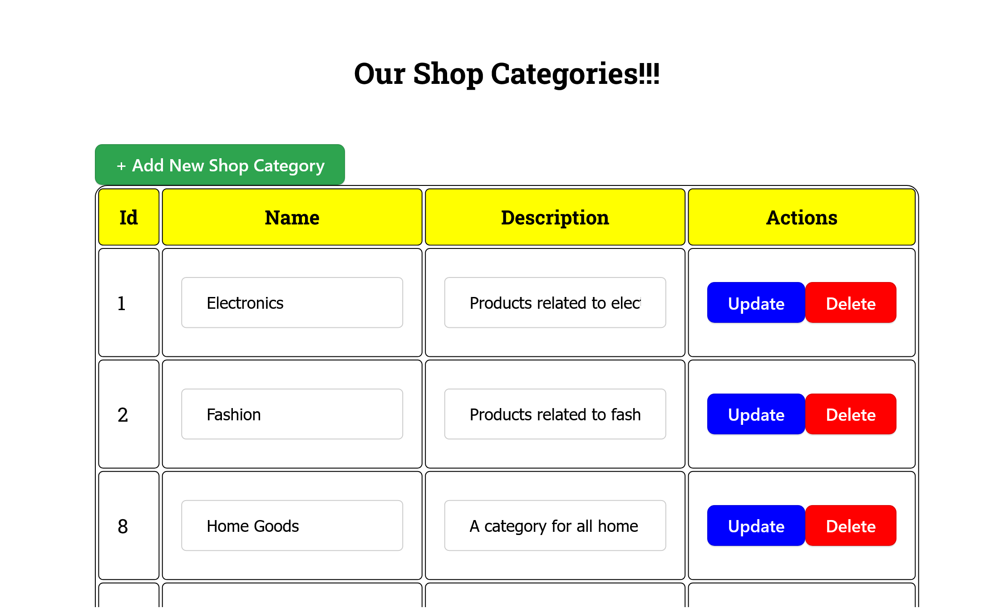 Our Shop Categories!!!
+ Add New Shop Category
Id Name Description Actions
1 Electronics Products related to elect Update Delete
2 Fashion Products related to fash Update Delete
8 Home Goods A category for all home Update Delete